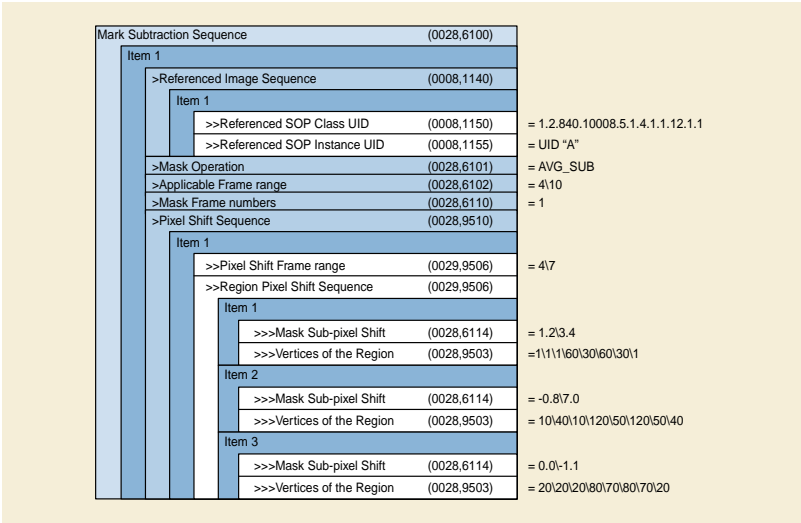 Mark Subtraction Sequence (0028,6100)
Item 1
>Referenced Image Sequence (0008,1140)
Item 1
>>Referenced SOP Class UID (0008,1150) = 1.2.840.10008.5.1.4.1.1.12.1.1
>>Referenced SOP Instance UID (0008,1155) = UID “A”
>Mask Operation (0028,6101) = AVG_SUB
>Applicable Frame range (0028,6102) = 4\10
>Mask Frame numbers (0028,6110) = 1
>Pixel Shift Sequence (0028,9510)
Item 1
>>Pixel Shift Frame range (0029,9506) = 4\7
>>Region Pixel Shift Sequence (0029,9506)
Item 1
>>>Mask Sub-pixel Shift (0028,6114) = 1.2\3.4
>>>Vertices of the Region (0028,9503) =1\1\1\60\30\60\30\1
Item 2
>>>Mask Sub-pixel Shift (0028,6114) = -0.8\7.0
>>>Vertices of the Region (0028,9503) = 10\40\10\120\50\120\50\40
Item 3
>>>Mask Sub-pixel Shift (0028,6114) = 0.0\-1.1
>>>Vertices of the Region (0028,9503) = 20\20\20\80\70\80\70\20